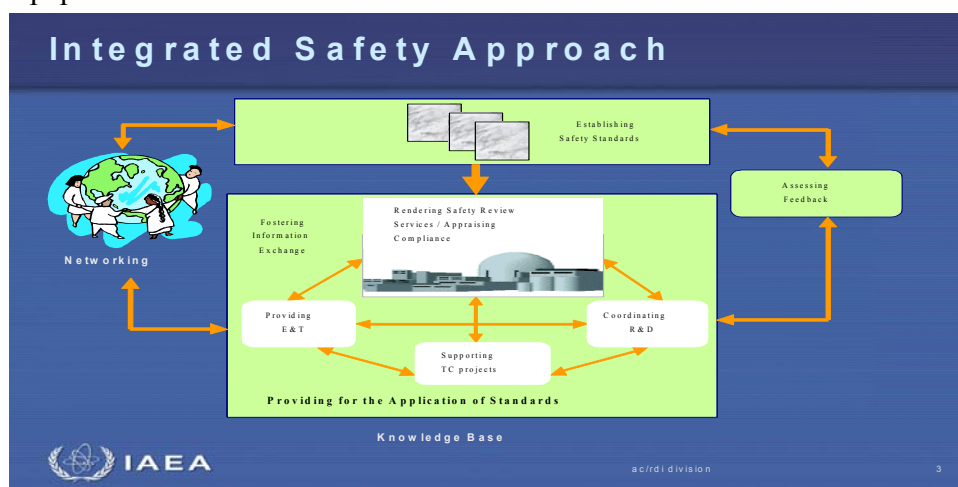 Integrated Safety Approach
Establishing
Safety Standards
Assessing
Feedback
Rendering Safety Review
Services / Appraising
Compliance
Fostering
Information
Exchange
Networking
Providing
E&T
Coordinating
R&D
Supporting
TC projects
Providing for the Application of Standards
Knowledge Base
IAEA
ac/rdi division
3